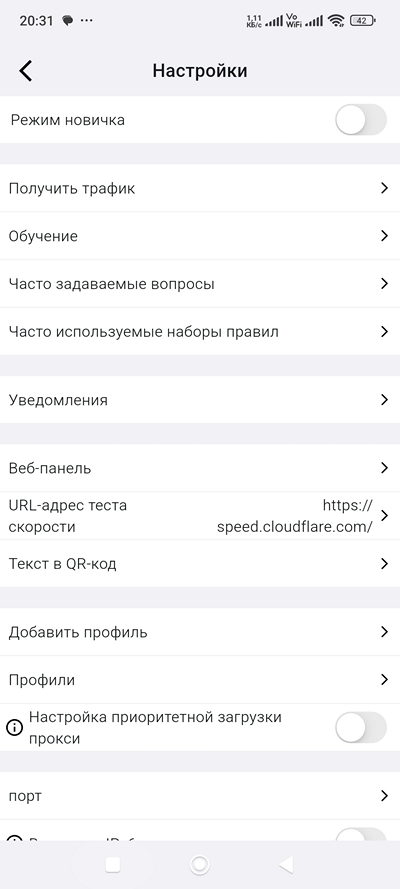 20:31
1,11
КБ/с
Vo
WiFi
42
Настройки
Режим новичка
Получить трафик
Обучение
Часто задаваемые вопросы
Часто используемые наборы правил
Уведомления
Веб-панель
URL-адрес теста
скорости
https://
speed.cloudflare.com/
Текст в QR-код
Добавить профиль
Профили
Настройка приоритетной загрузки
прокси
порт